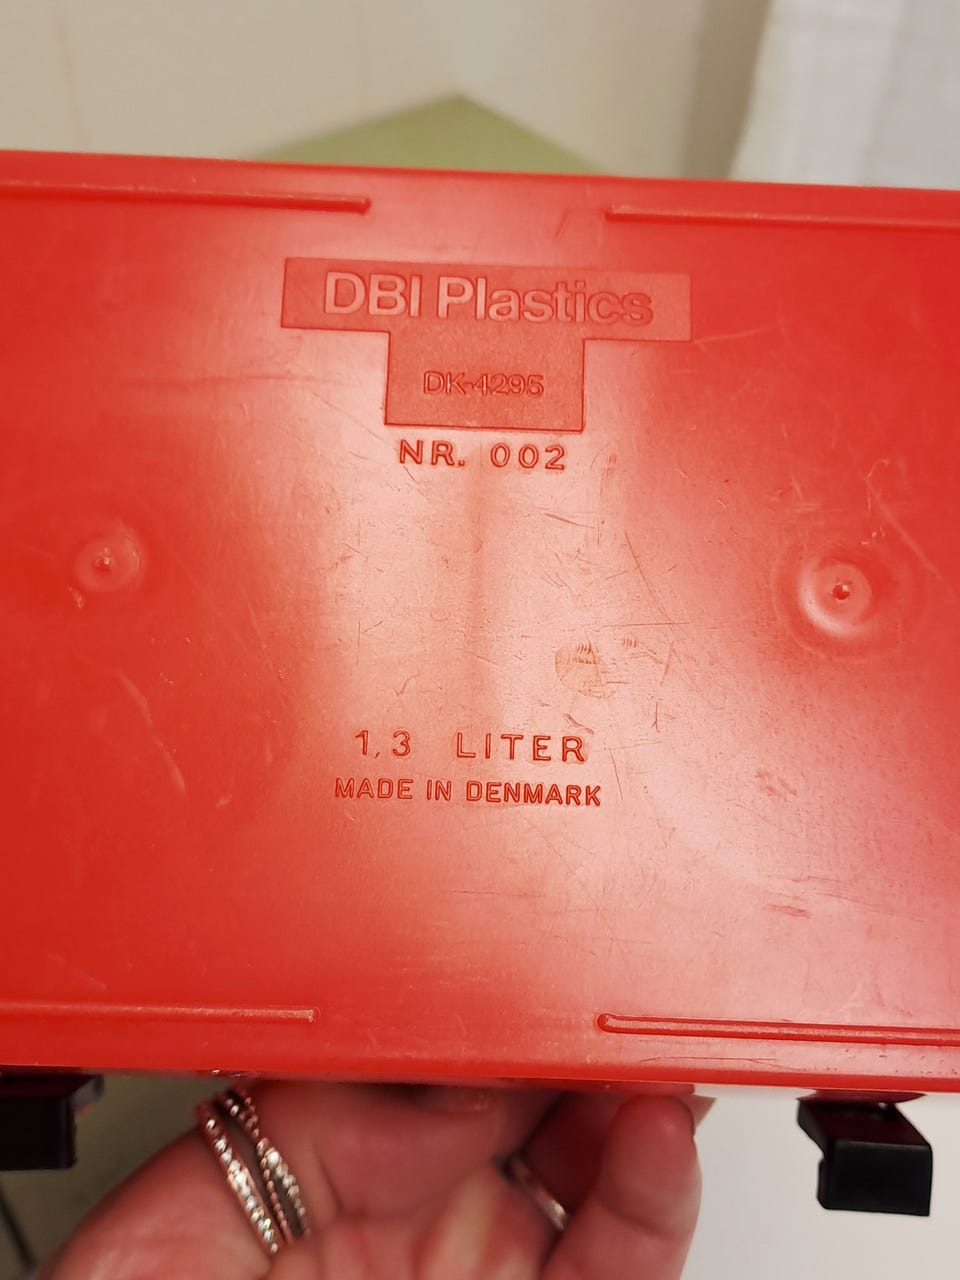 DBI Plastics
DK-4295
NR. 002
1,3 LITER
MADE IN DENMARK